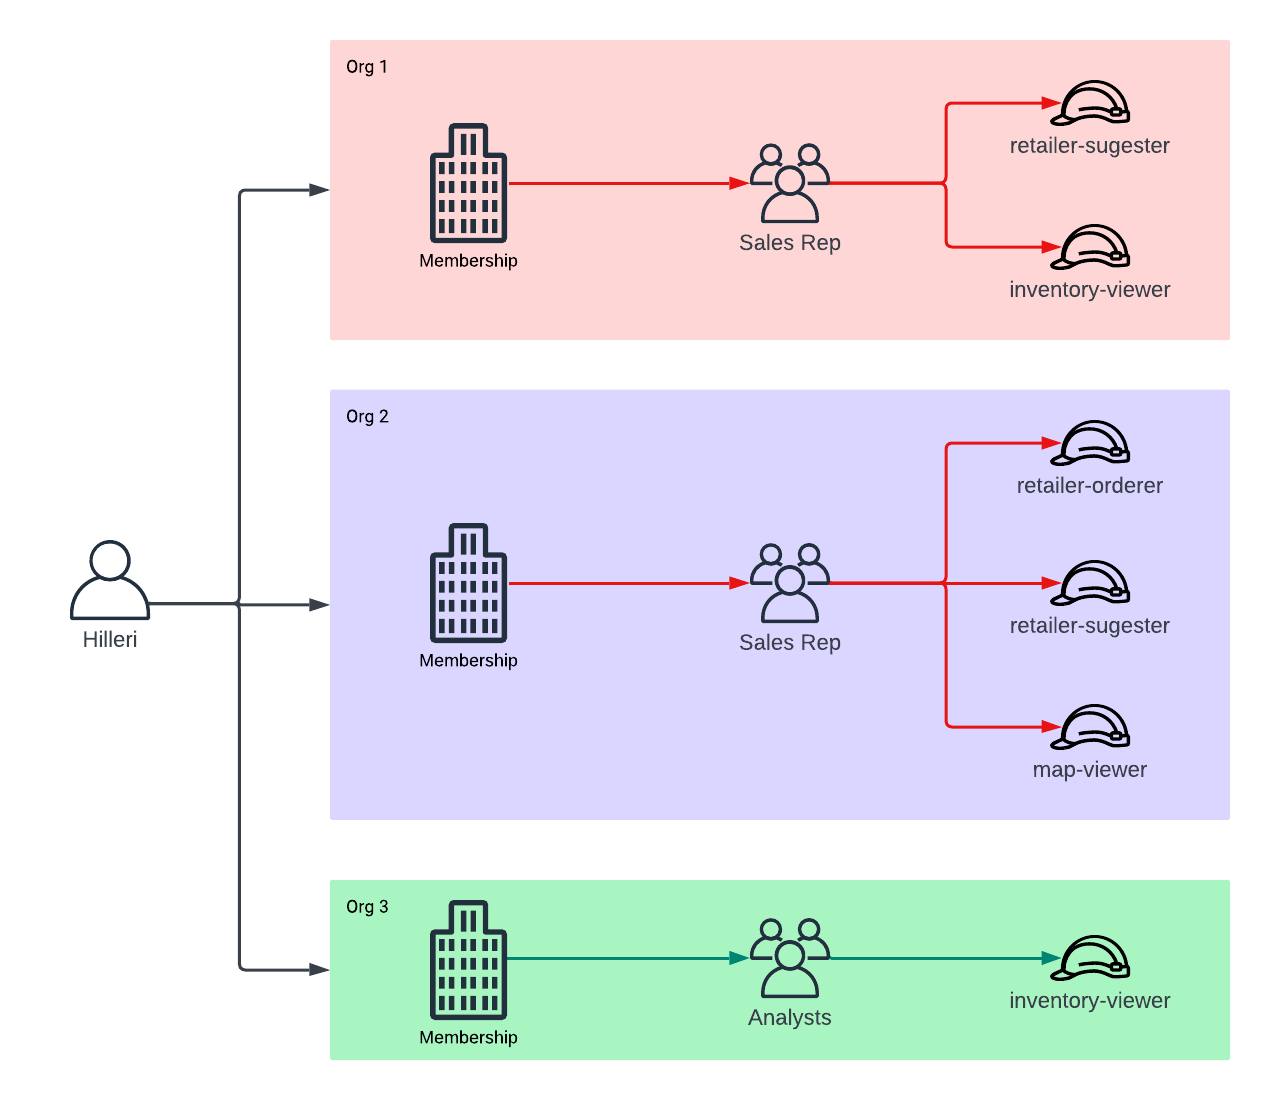 Org 1
retailer-sugester
Membership
Sales Rep
inventory-viewer
Org 2
retailer-orderer
Hilleri
Membership
Sales Rep
retailer-sugester
map-viewer
Org 3
Membership
Analysts
inventory-viewer